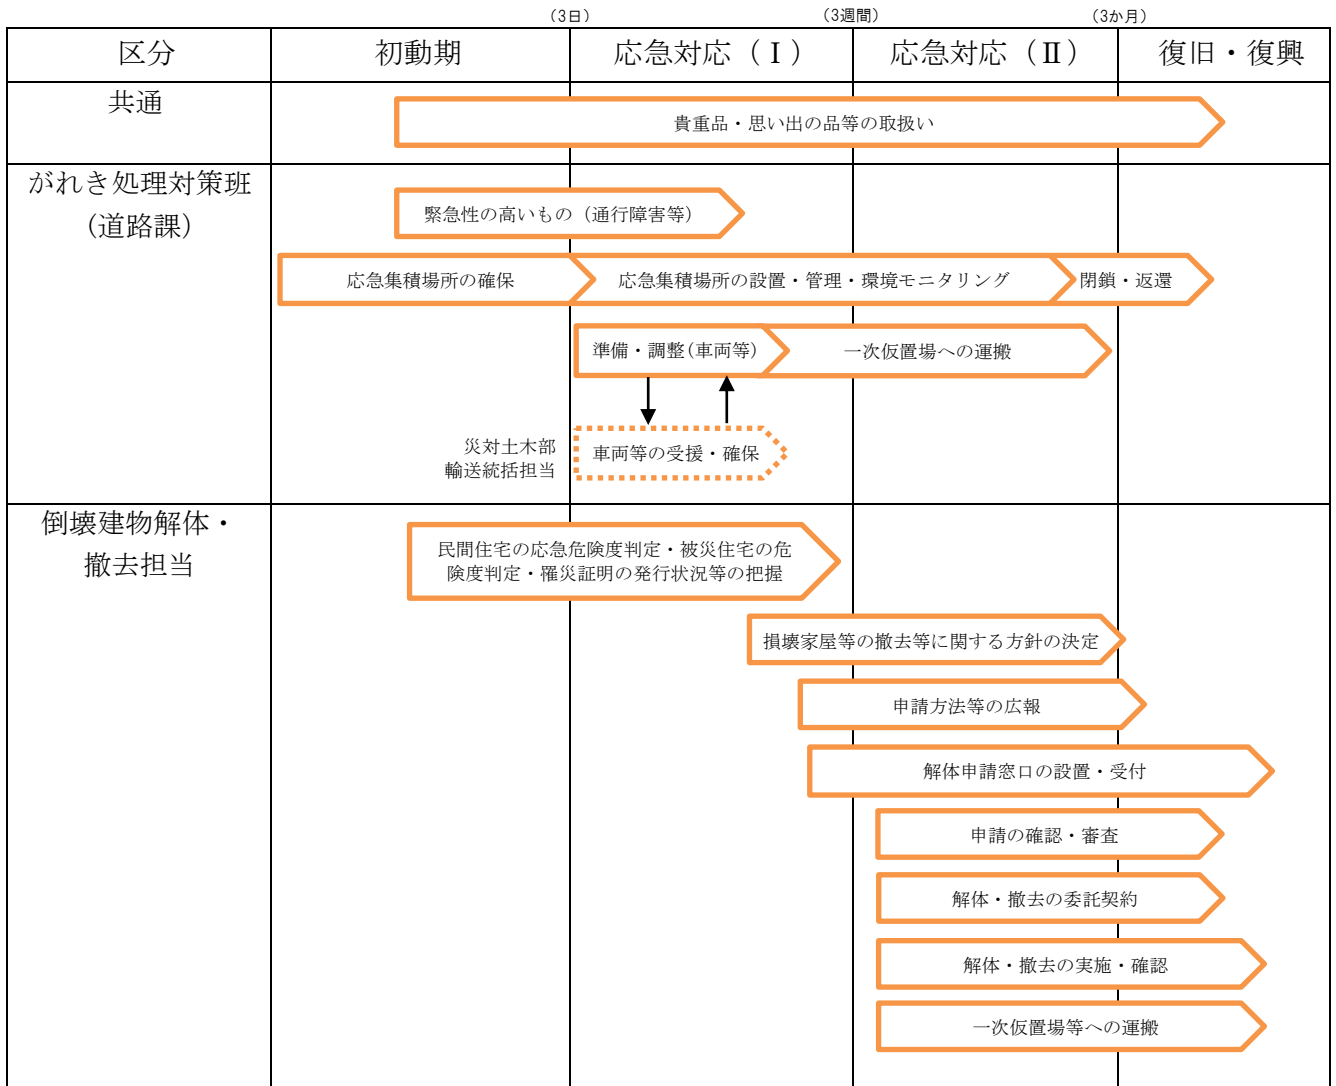 （3日）
（3週間）
（3か月）
区分
初動期
応急対応（Ⅰ）
応急対応（Ⅱ）
復旧・復興
共通
貴重品・思い出の品等の取扱い
がれき処理対策班
（道路課）
緊急性の高いもの（通行障害等）
応急集積場所の確保
応急集積場所の設置・管理・環境モニタリング
閉鎖・返還
準備・調整(車両等)
一次仮置場への運搬
災対土木部
輸送統括担当
車両等の受援・確保
倒壊建物解体・
撤去担当
民間住宅の応急危険度判定・被災住宅の危
険度判定・罹災証明の発行状況等の把握
損壊家屋等の撤去等に関する方針の決定
申請方法等の広報
解体申請窓口の設置・受付
申請の確認・審査
解体・撤去の委託契約
解体・撤去の実施・確認
一次仮置場等への運搬